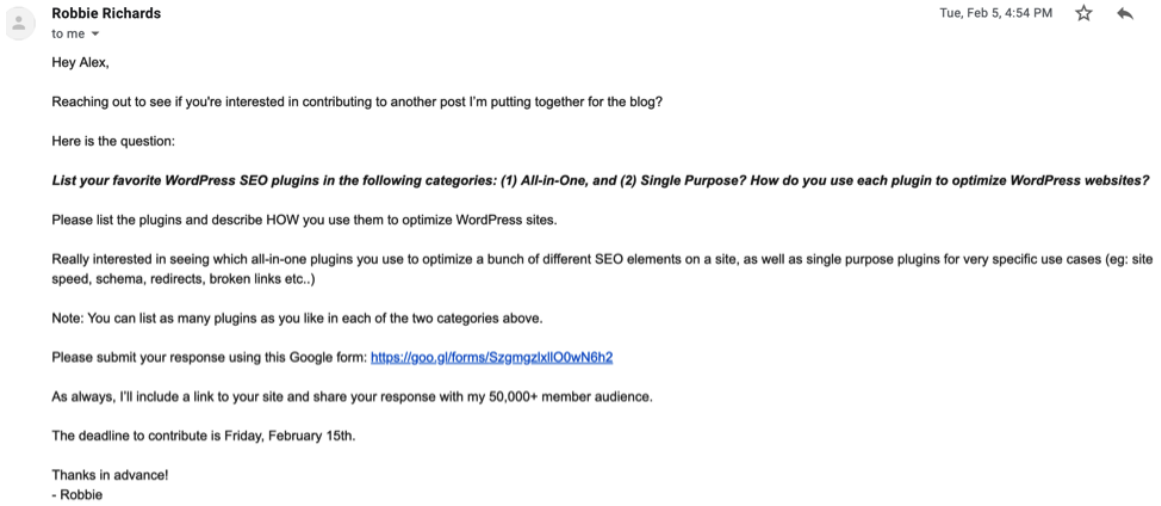 Robbie Richards
Tue, Feb 5, 4:54 PM
to me
Hey Alex,
Reaching out to see if you're interested in contributing to another post I'm putting together for the blog?
Here is the question:
List your favorite WordPress SEO plugins in the following categories: (1) All-in-One, and (2) Single Purpose? How do you use each plugin to optimize WordPress websites?
Please list the plugins and describe HOW you use them to optimize WordPress sites.
Really interested in seeing which all-in-one plugins you use to optimize a bunch of different SEO elements on a site, as well as single purpose plugins for very specific use cases (eg: site
speed, schema, redirects, broken links etc..)
Note: You can list as many plugins as you like in each of the two categories above.
Please submit your response using this Google form: https://goo.gl/forms/SzgmgzlxllO0wN6h2
As always, I'll include a link to your site and share your response with my 50,000+ member audience.
The deadline to contribute is Friday, February 15th.
Thanks in advance!
- Robbie